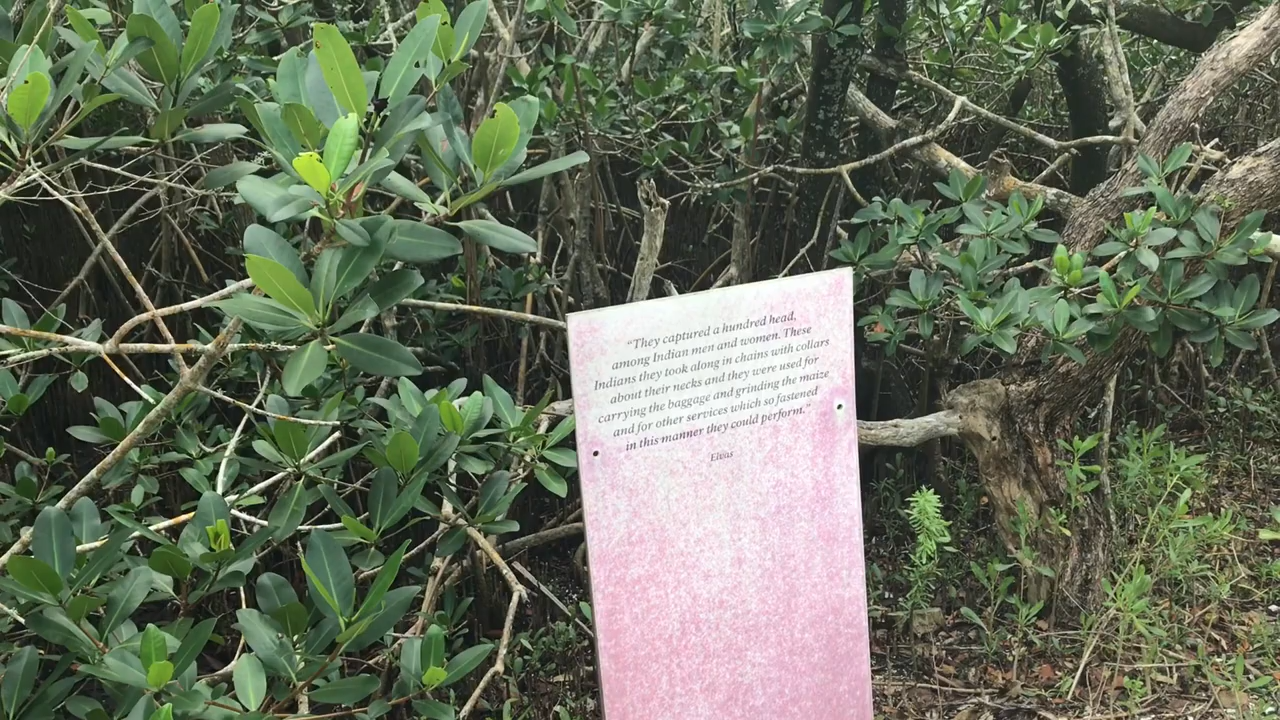 “They captured a hundred head,
among Indian men and women. These
Indians they took along in chains with collars
about their necks and they were used for
carrying the baggage and grinding the maize
and for other services which so fastened
in this manner they could perform.”
Elvas